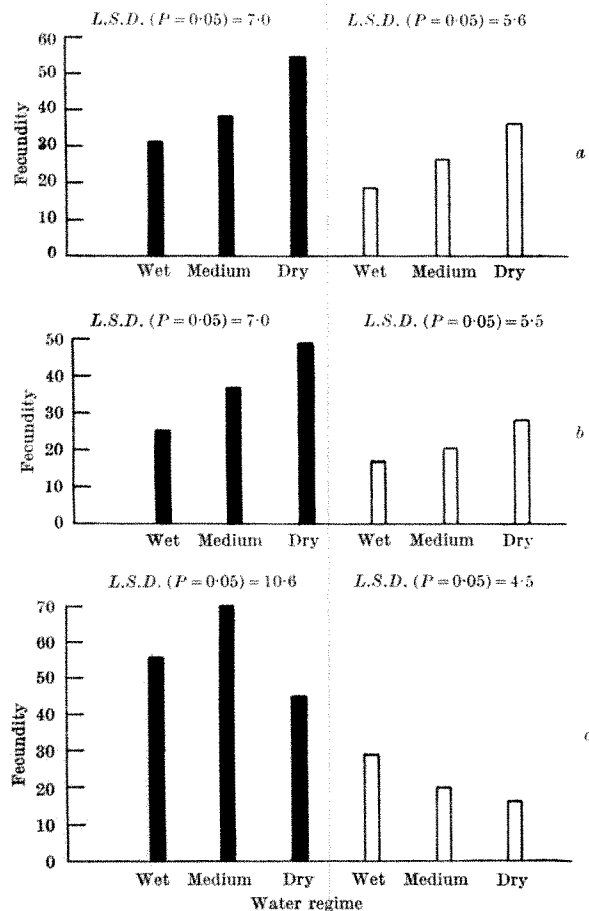 L.S.D. (P = 0·05) = 7·0 L.S.D. (P = 0·05) = 5·6
60
50
40
30
20
10
0
Fecundity
a
Wet Medium Dry Wet Medium Dry
L.S.D. (P = 0·05) = 7·0 L.S.D. (P = 0·05) = 5·5
50
40
30
20
10
0
Fecundity
b
Wet Medium Dry Wet Medium Dry
L.S.D. (P = 0·05) = 10·6 L.S.D. (P = 0·05) = 4·5
70
60
50
40
30
20
10
0
Fecundity
Wet Medium Dry Wet Medium Dry
Water regime